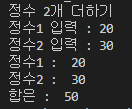 정수 2개 더하기
정수1 입력 : 20
정수2 입력 : 30
정수1 :  20
정수2 :  30
합은 :  50